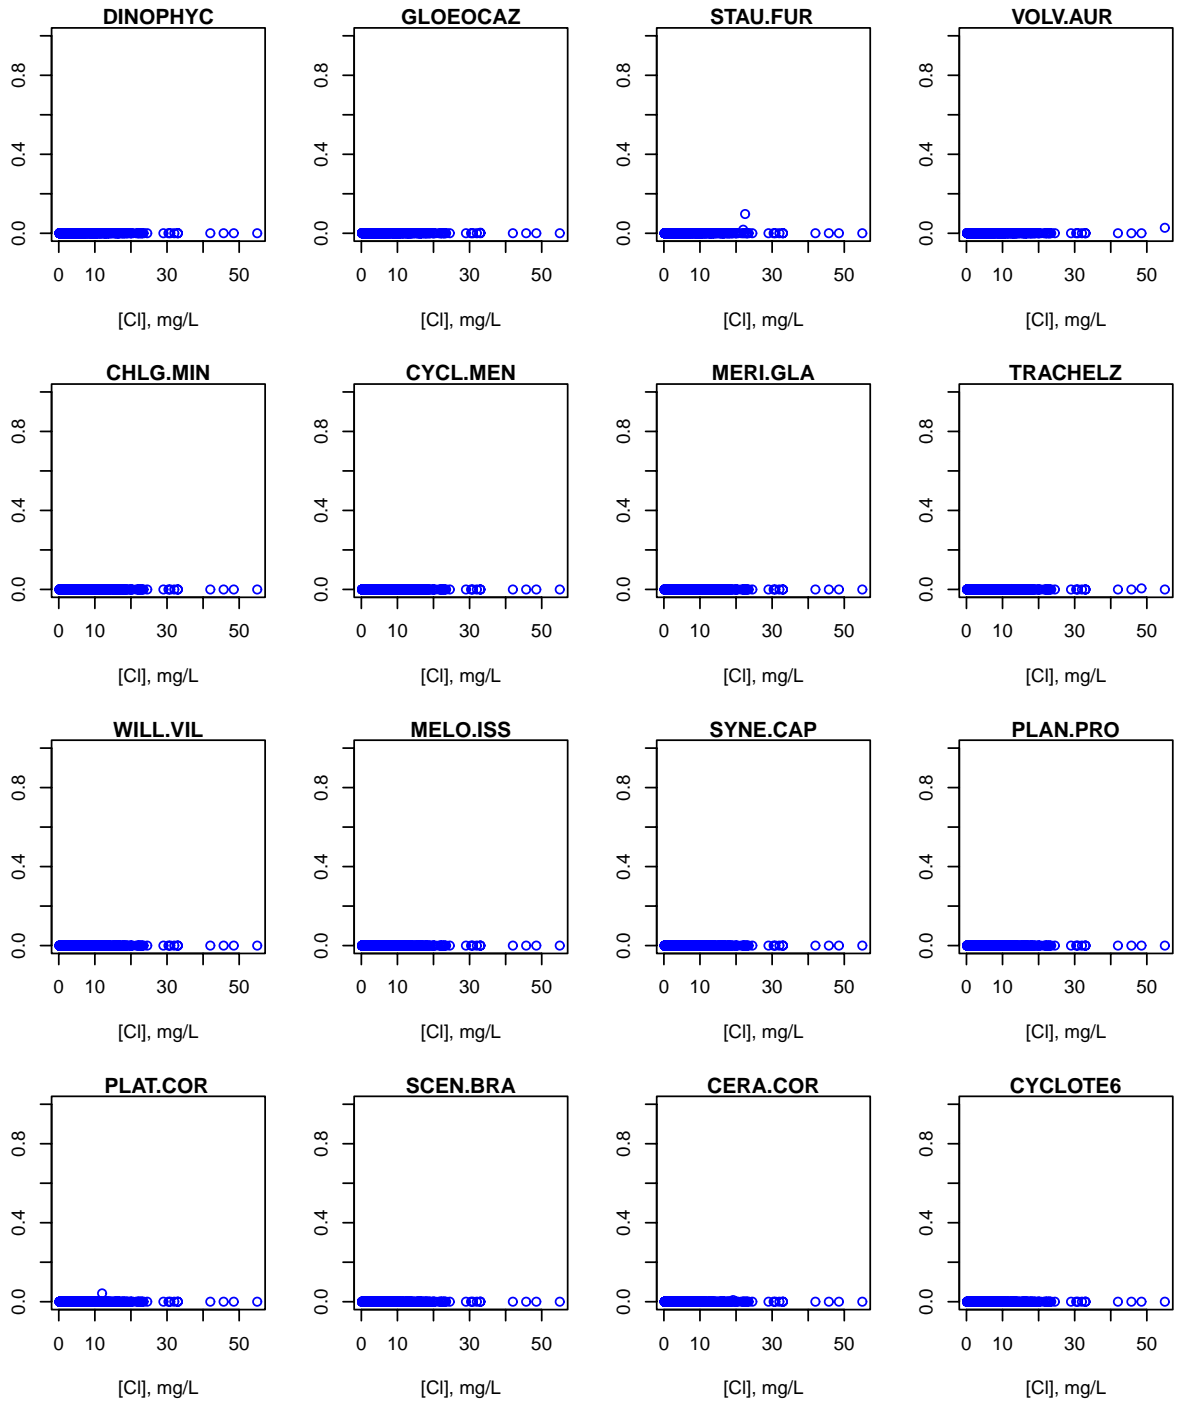 DINOPHYC GLOEOCAZ STAU.FUR VOLV.AUR
0.8 0.8 0.8 0.8
0.4 0.4 0.4 0.4
0.0 0.0 0.0 0.0
0 10 30 50 0 10 30 50 0 10 30 50 0 10 30 50
[Cl], mg/L [Cl], mg/L [Cl], mg/L [Cl], mg/L
CHLG.MIN CYCL.MEN MERI.GLA TRACHELZ
0.8 0.8 0.8 0.8
0.4 0.4 0.4 0.4
0.0 0.0 0.0 0.0
0 10 30 50 0 10 30 50 0 10 30 50 0 10 30 50
[Cl], mg/L [Cl], mg/L [Cl], mg/L [Cl], mg/L
WILL.VIL MELO.ISS SYNE.CAP PLAN.PRO
0.8 0.8 0.8 0.8
0.4 0.4 0.4 0.4
0.0 0.0 0.0 0.0
0 10 30 50 0 10 30 50 0 10 30 50 0 10 30 50
[Cl], mg/L [Cl], mg/L [Cl], mg/L [Cl], mg/L
PLAT.COR SCEN.BRA CERA.COR CYCLOTE6
0.8 0.8 0.8 0.8
0.4 0.4 0.4 0.4
0.0 0.0 0.0 0.0
0 10 30 50 0 10 30 50 0 10 30 50 0 10 30 50
[Cl], mg/L [Cl], mg/L [Cl], mg/L [Cl], mg/L